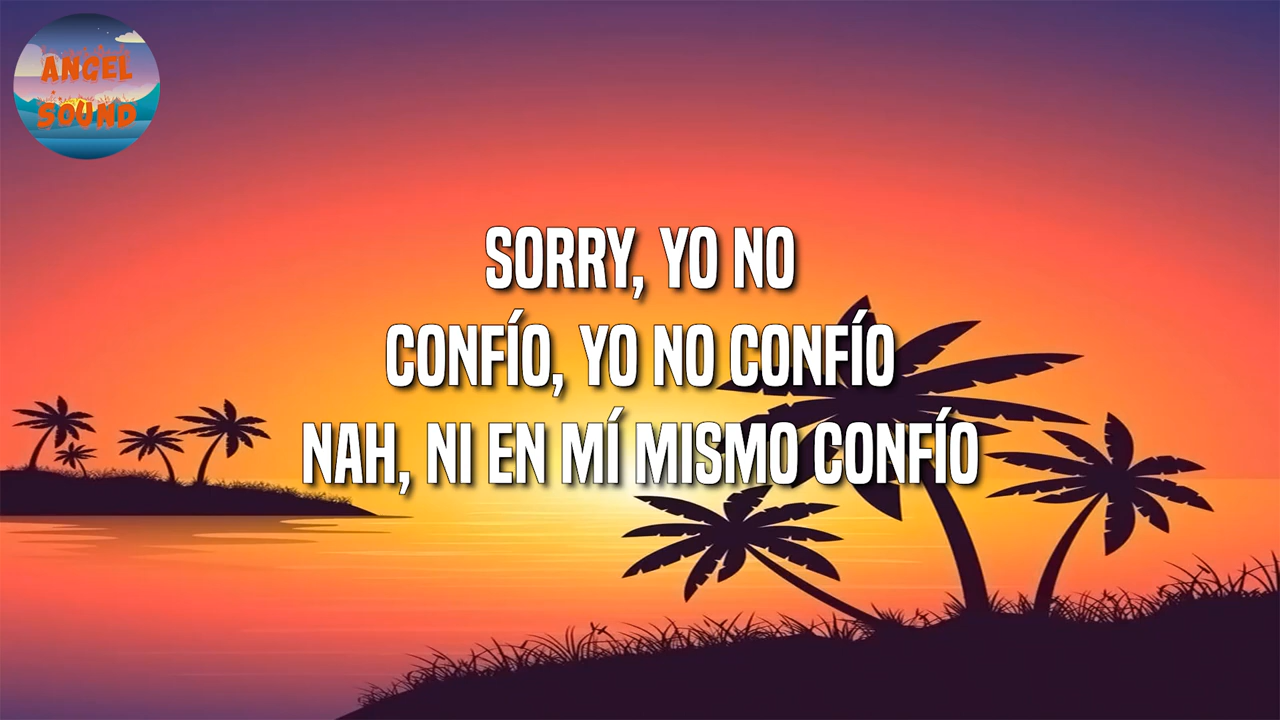 ANGEL
SOUND
SORRY, YO NO
CONFÍO, YO NO CONFÍO
NAH, NI EN MÍ MISMO CONFÍO